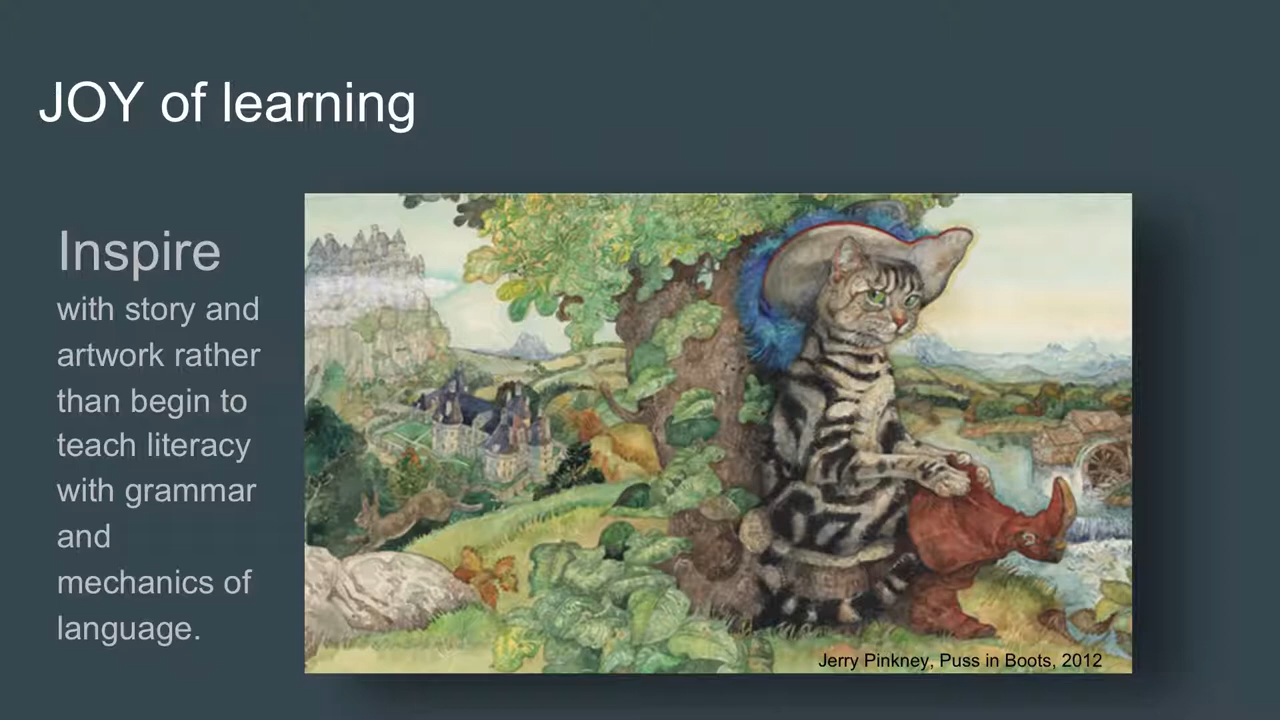 JOY of learning
Inspire
with story and
artwork rather
than begin to
teach literacy
with grammar
and
mechanics of
language.
Jerry Pinkney, Puss in Boots, 2012